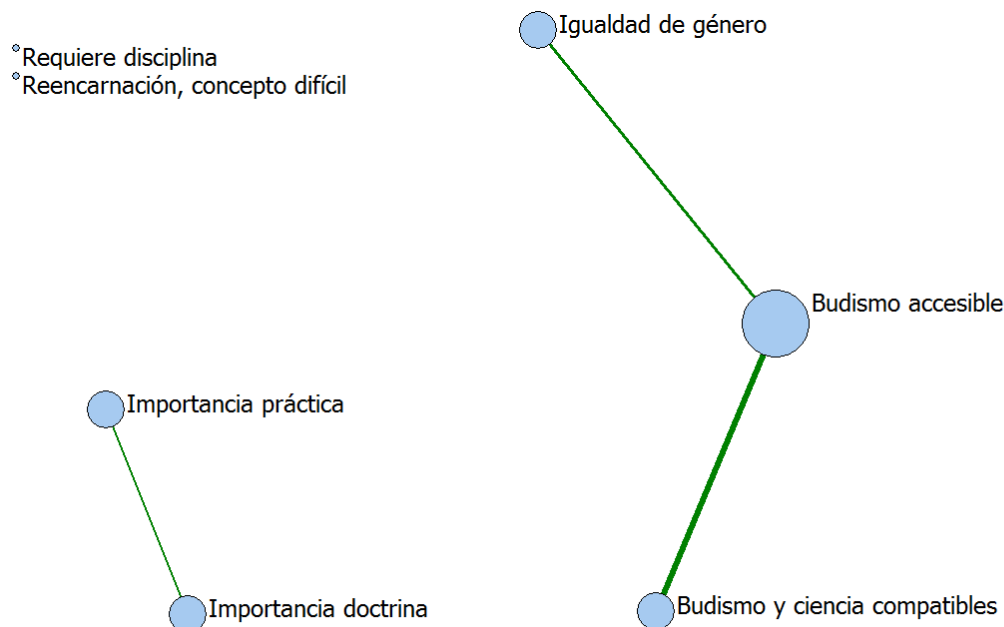 Igualdad de género
Requiere disciplina
Reencarnación, concepto difícil
Budismo accesible
Importancia práctica
Importancia doctrina
Budismo y ciencia compatibles